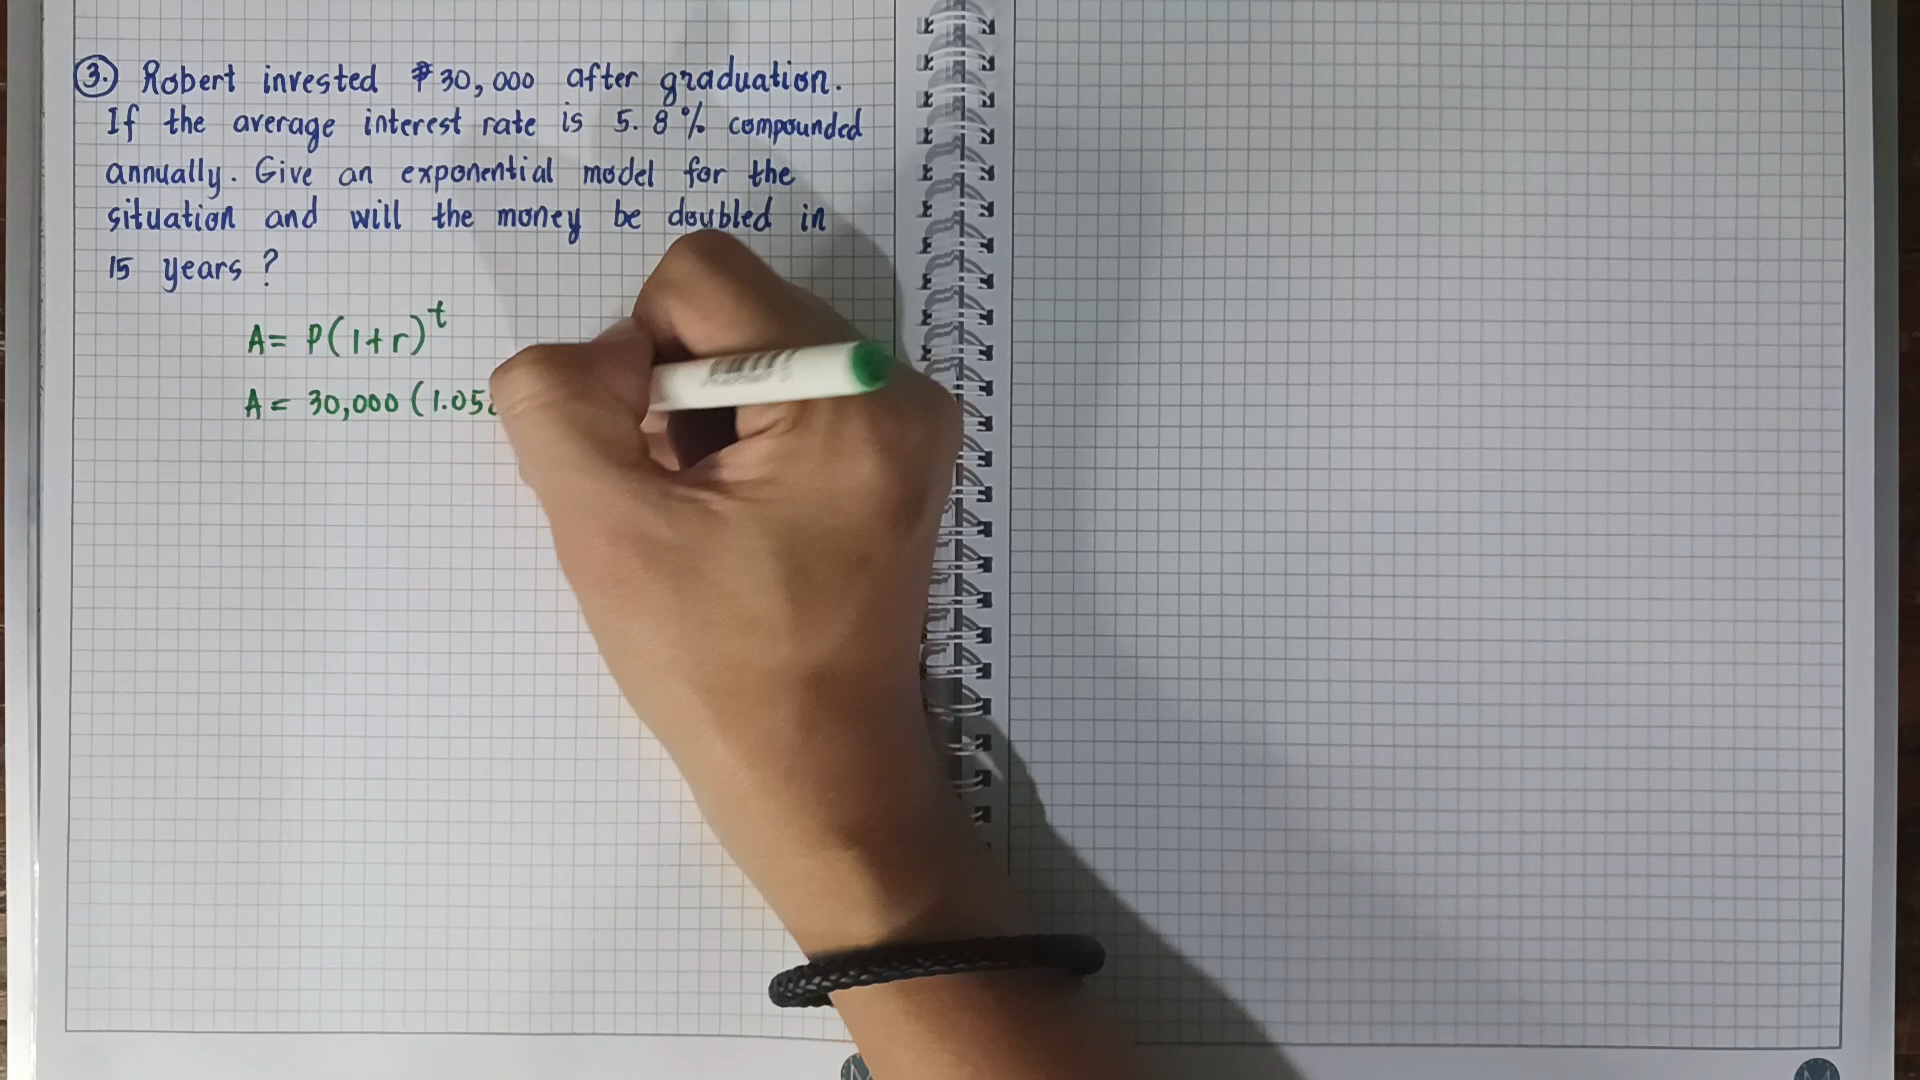 3. Robert invested ₱30,000 after graduation.
If the average interest rate is 5.8% compounded
annually. Give an exponential model for the
situation and will the money be doubled in
15 years?
A= P(1+r)^t
A= 30,000(1.05